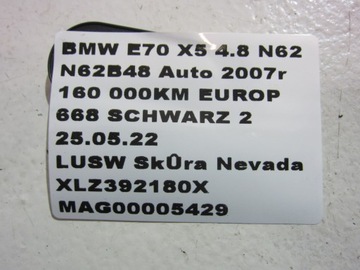 BMW E70 X5 4.8 N62
N62B48 Auto 2007r
160 000KM EUROP
668 SCHWARZ 2
25.05.22
LUSW SkÛra Nevada
XLZ392180X
MAG00005429